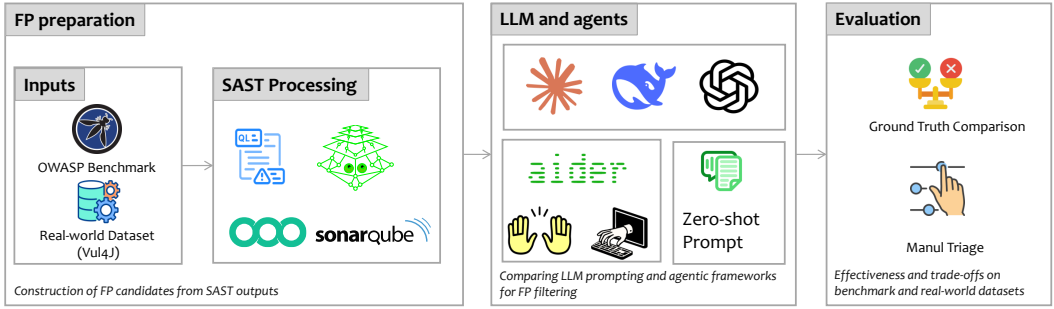 FP preparation
Inputs
OWASP Benchmark
Real-world Dataset
(Vul4J)
SAST Processing
QL
sonarqube
Construction of FP candidates from SAST outputs
LLM and agents
aider
Zero-shot
Prompt
Comparing LLM prompting and agentic frameworks
for FP filtering
Evaluation
Ground Truth Comparison
Manul Triage
Effectiveness and trade-offs on
benchmark and real-world datasets